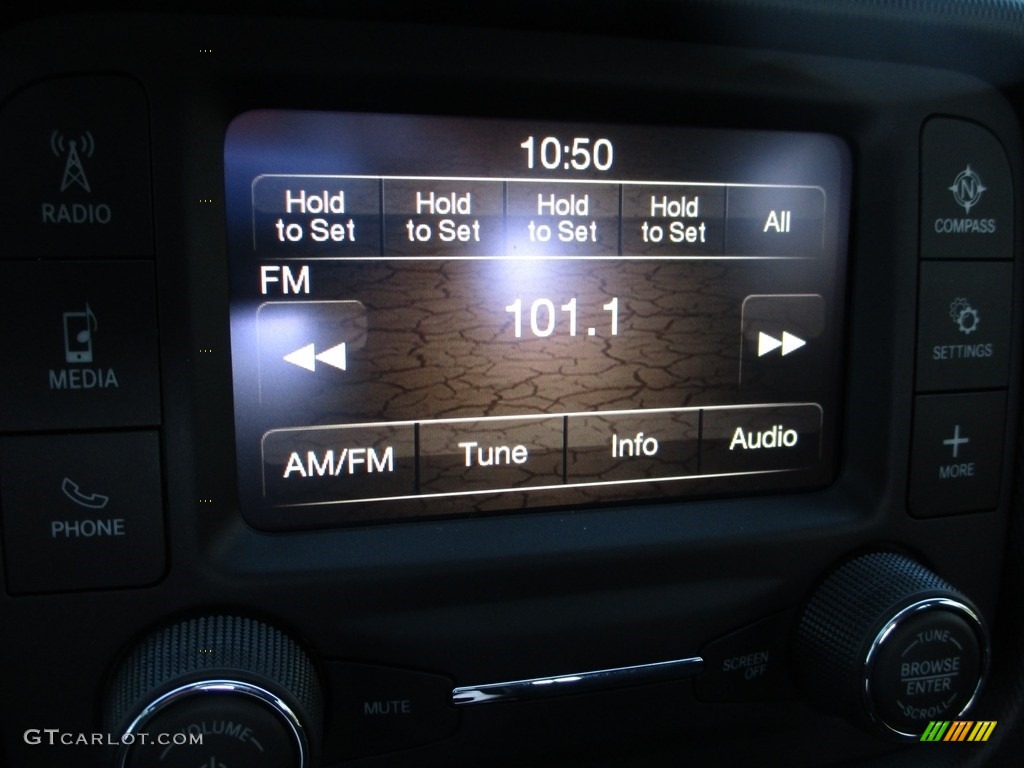 10:50
Hold to Set
Hold to Set
Hold to Set
Hold to Set
All
FM
101.1
AM/FM
Tune
Info
Audio
RADIO
MEDIA
PHONE
N
COMPASS
SETTINGS
MORE
VOLUME
MUTE
SCREEN OFF
TUNE
BROWSE
ENTER
SCROLL
GTCARLOT.COM